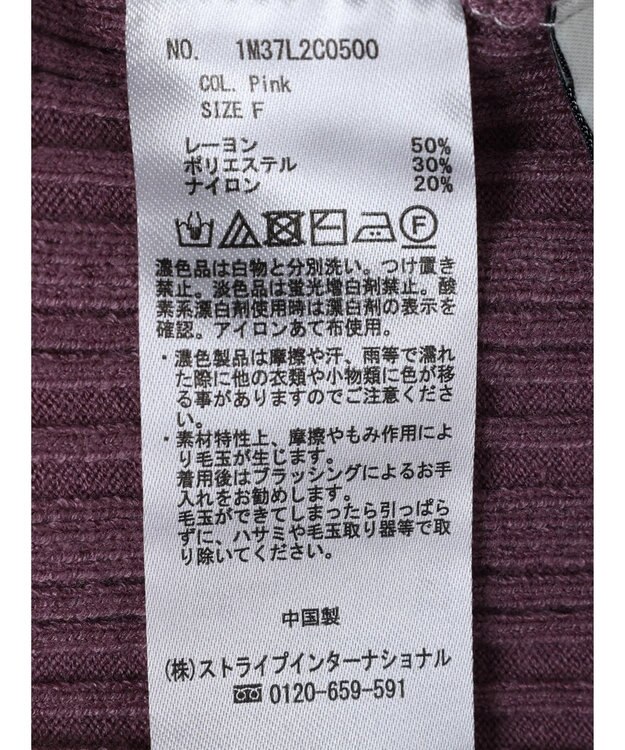 NO. 1M37L2C0500
COL. Pink
SIZE F
レーヨン 50%
ポリエステル 30%
ナイロン 20%
F
濃色品は白物と分別洗い。つけ置き
禁止。淡色品は蛍光増白剤禁止。酸
素系漂白剤使用時は漂白剤の表示を
確認。アイロンあて布使用。
・濃色製品は摩擦や汗、雨等で濡れ
た際に他の衣類や小物類に色が移
る事がありますのでご注意くださ
い。
・素材特性上、摩擦やもみ作用によ
り毛玉が生じます。
着用後はブラッシングによるお手
入れをお勧めします。
毛玉ができてしまったら引っぱら
ずに、ハサミや毛玉取り器等で取
り除いてください。
中国製
(株)ストライプインターナショナル
0120-659-591